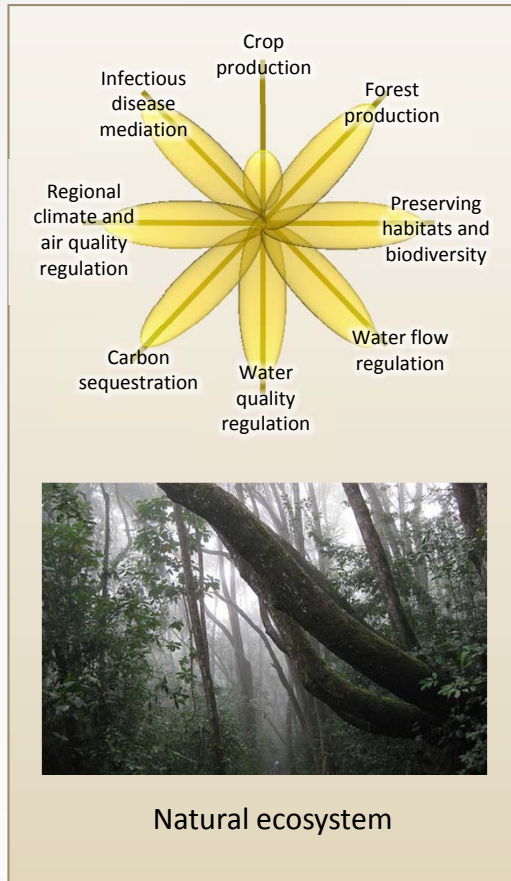 Crop
production
Infectious
disease
mediation
Forest
production
Regional
climate and
air quality
regulation
Preserving
habitats and
biodiversity
Carbon
sequestration
Water
quality
regulation
Water flow
regulation
Natural ecosystem